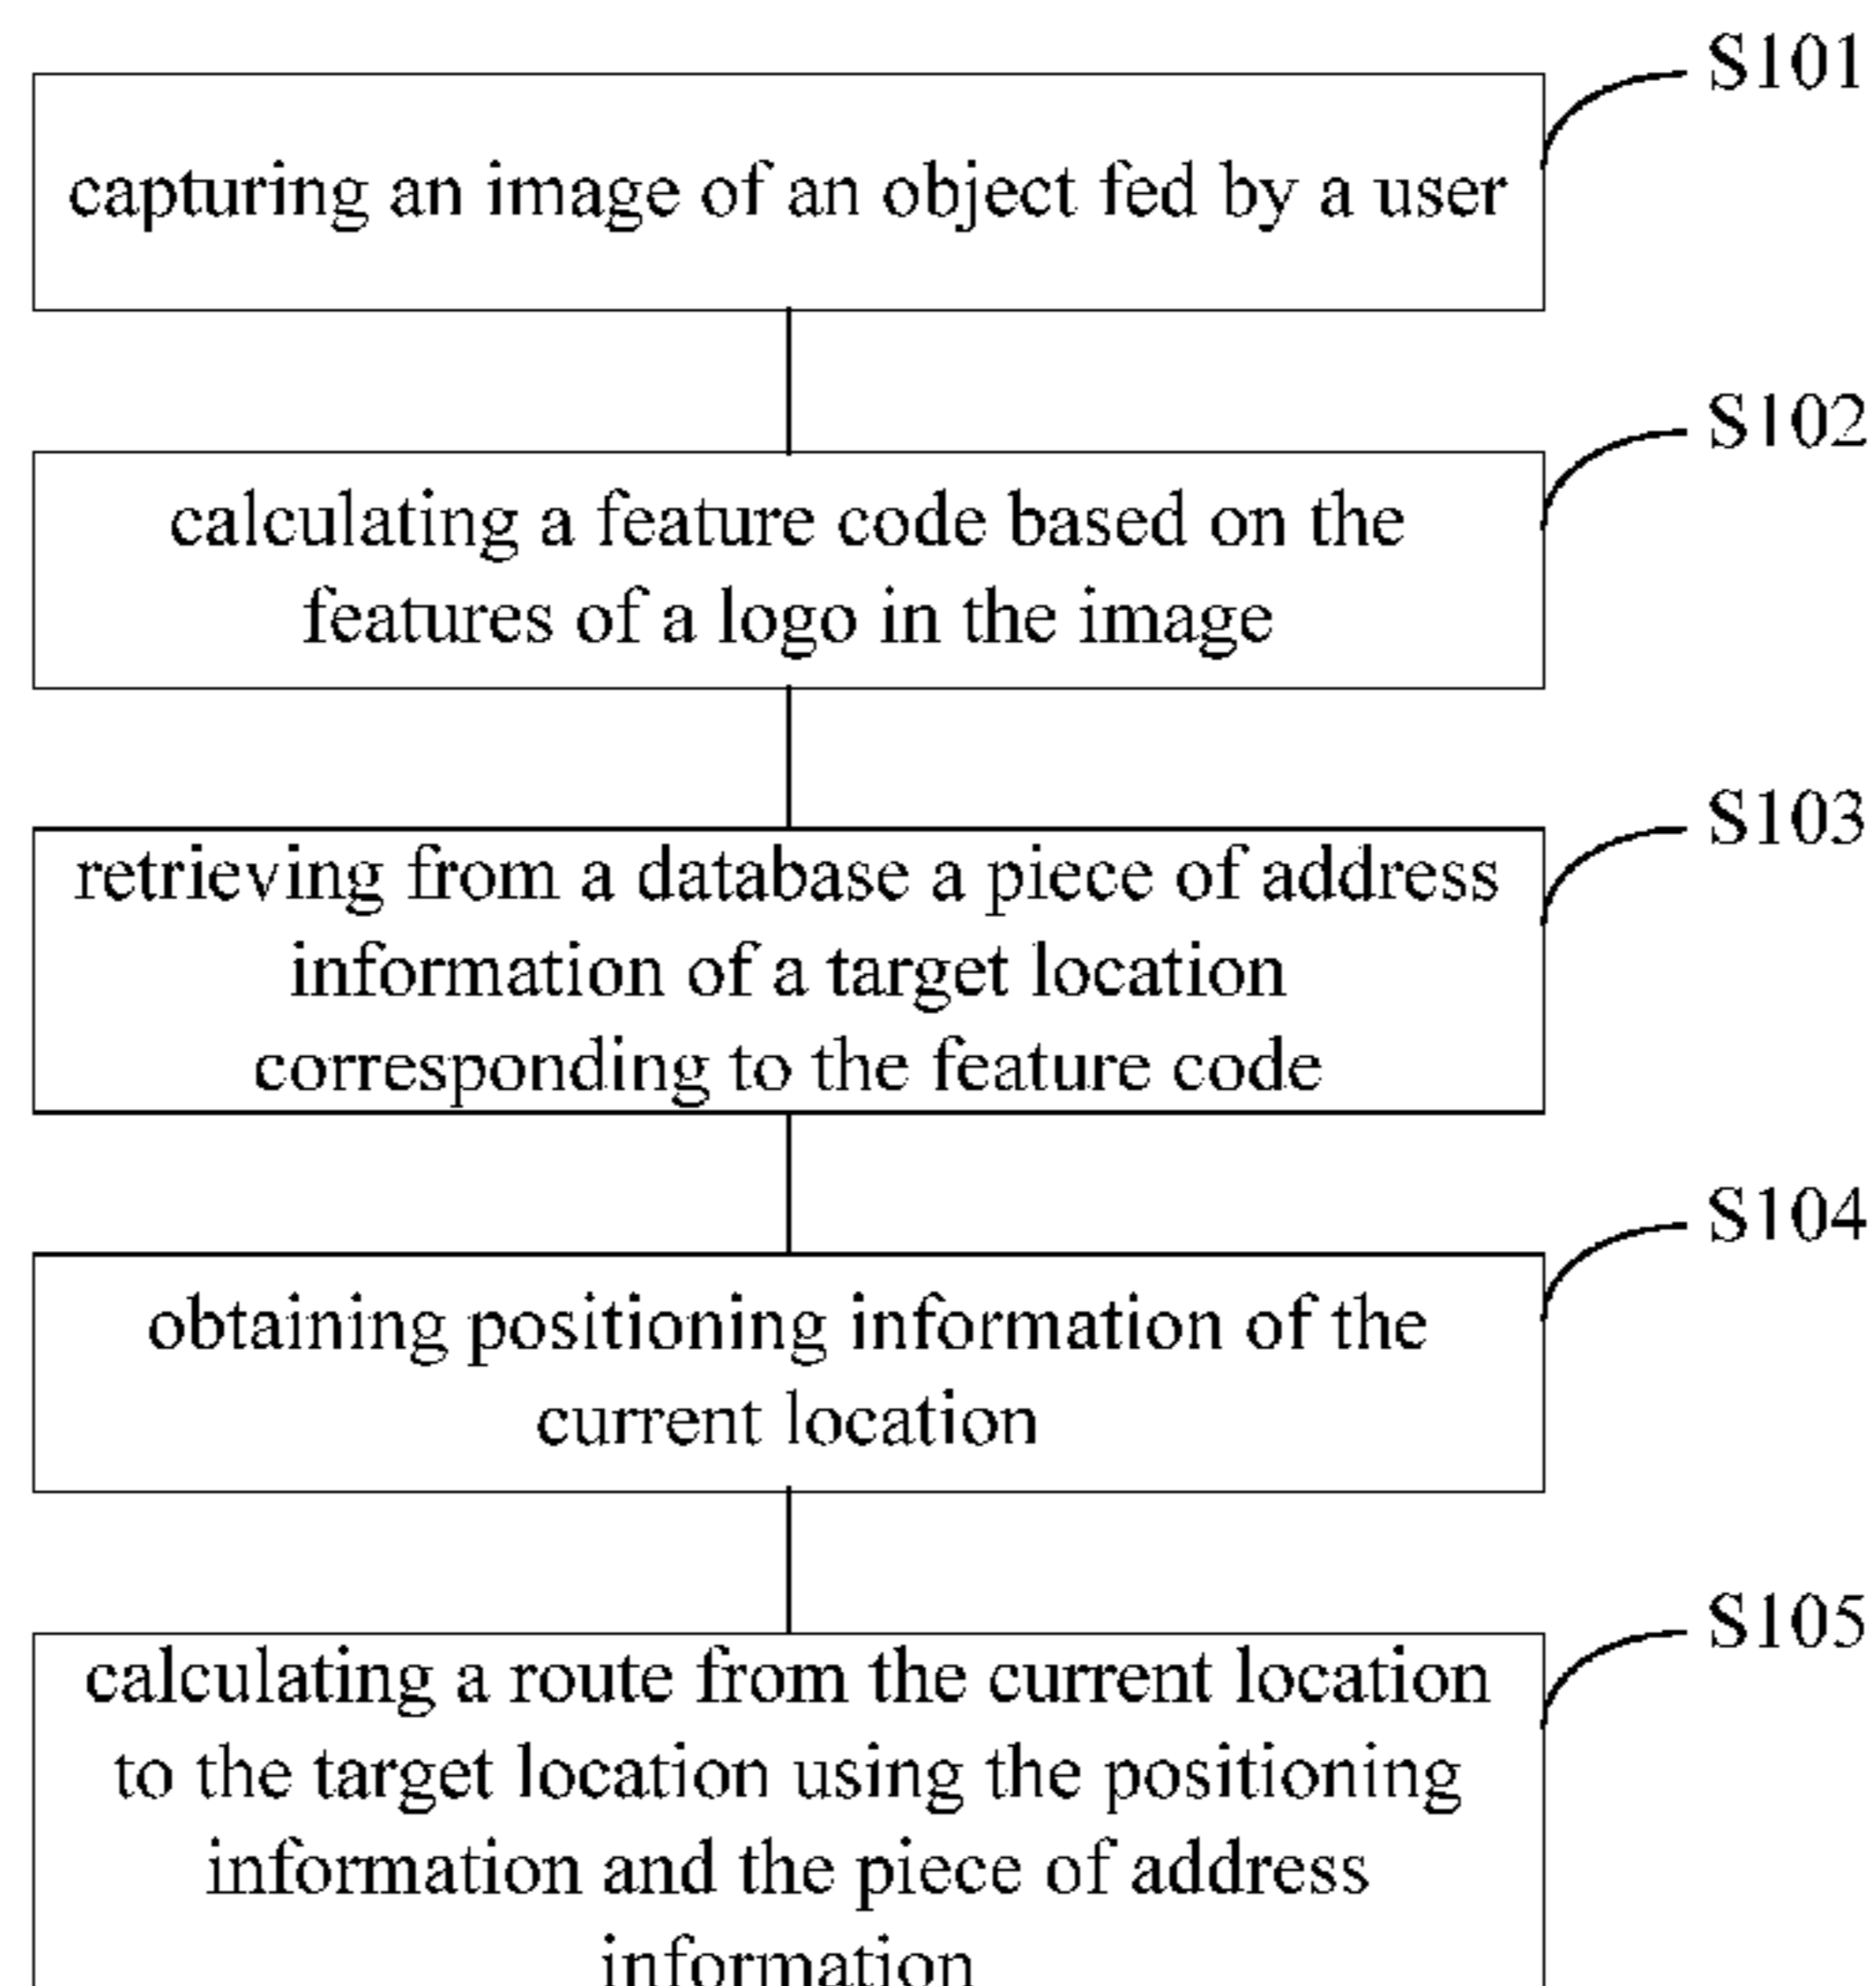 S101
capturing an image of an object fed by a user
S102
calculating a feature code based on the
features of a logo in the image
S103
retrieving from a database a piece of address
information of a target location
corresponding to the feature code
S104
obtaining positioning information of the
current location
S105
calculating a route from the current location
to the target location using the positioning
information and the piece of address
information